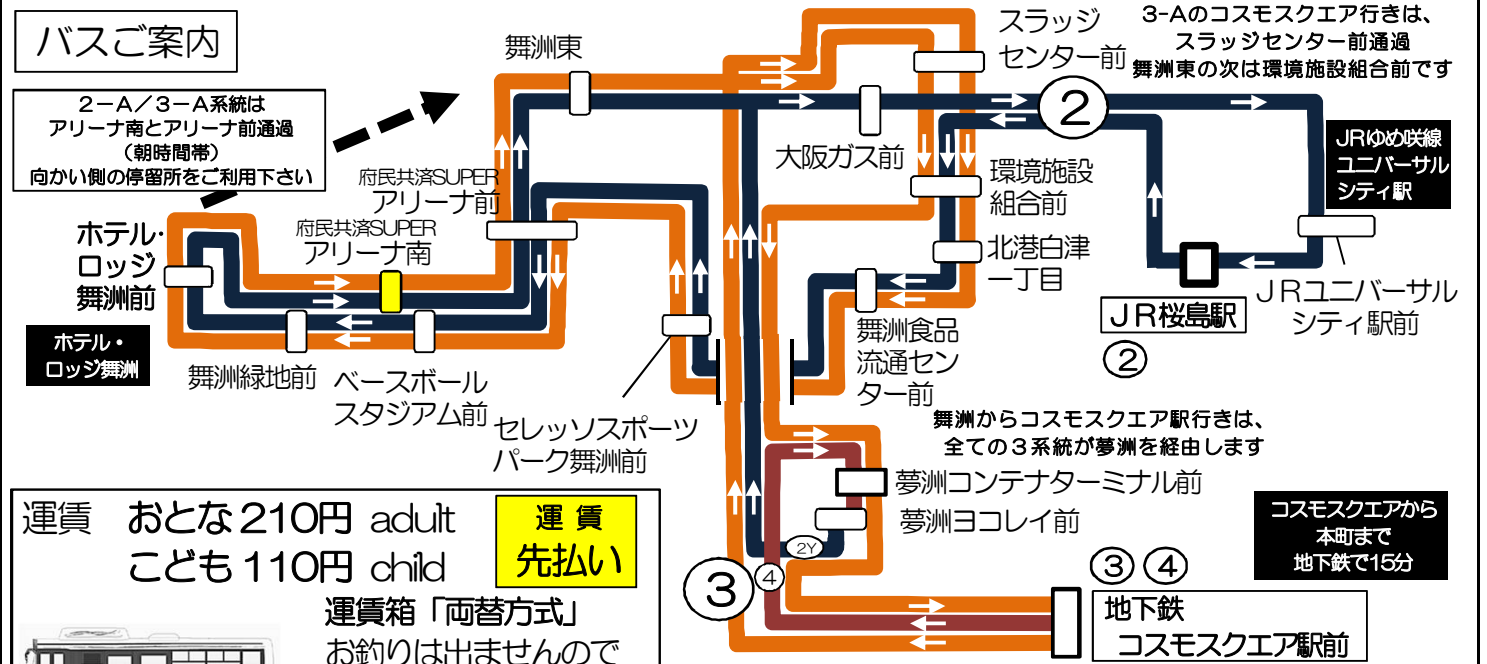 バスご案内
2－A／3－A系統は
アリーナ南とアリーナ前通過
（朝時間帯）
向かい側の停留所をご利用下さい
舞洲東
スラッジ
センター前
3-Aのコスモスクエア行きは、
スラッジセンター前通過
舞洲東の次は環境施設組合前です
②
大阪ガス前
JRゆめ咲線
ユニバーサル
シティ駅
府民共済SUPER
アリーナ前
環境施設
組合前
府民共済SUPER
アリーナ南
ホテル・
ロッジ
舞洲前
北港白津
一丁目
JR桜島駅
②
JRユニバーサル
シティ駅前
ホテル・
ロッジ舞洲
舞洲緑地前
ベースボール
スタジアム前
セレッソスポーツ
パーク舞洲前
舞洲食品
流通セン
ター前
舞洲からコスモスクエア駅行きは、
全ての３系統が夢洲を経由します
夢洲コンテナターミナル前
夢洲ヨコレイ前
2Y
③
④
コスモスクエアから
本町まで
地下鉄で15分
③ ④
地下鉄
コスモスクエア駅前
運賃 おとな210円 adult
こども110円 child
運賃
先払い
運賃箱「両替方式」
お釣りは出ませんので